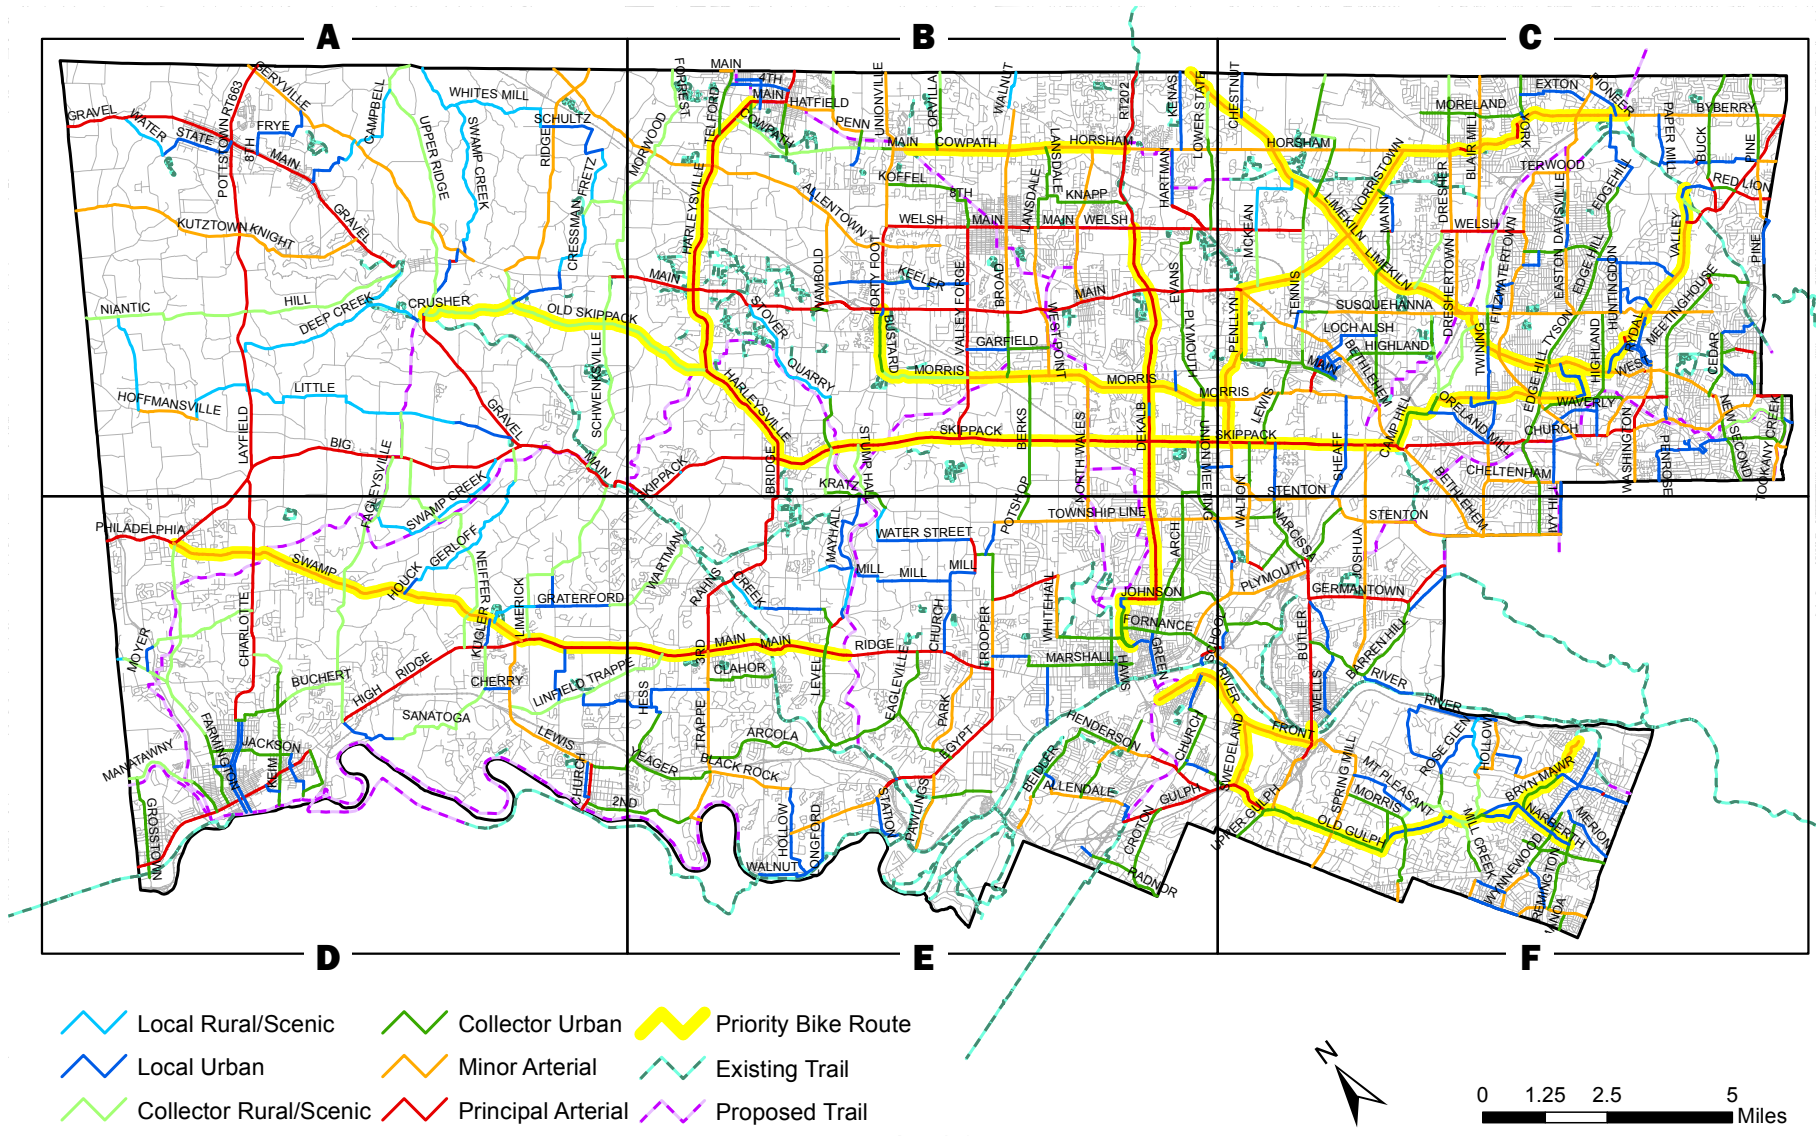 A
B
C
GRAVEL
WATER
STATE
POTTSTOWN RT663
GERYVILLE
FRYE
8TH
MAIN
GRAVEL
KUTZTOWN KNIGHT
CAMPBELL
UPPER RIDGE
WHITES MILL
SWAMP CREEK
SCHULTZ
RIDGE
FRETZ
CRESSMAN
NIANTIC
HILL
DEEP CREEK
CRUSHER
OLD SKIPPACK
LITTLE
HOFFMANSVILLE
LAYFIELD
BIG
GRAVEL
SCHWENKSVILLE
EAGLEYSVILLE
SWAMP CREEK
MAIN
FORREST
MAIN
4TH
MAIN
TELFORD
HATFIELD
COWPATH
PENN
UNIONVILLE
ORVILLA
WALNUT
RT202
KENAS
LOWER STATE
MORWOOD
HARLEYSVILLE
MAIN
COWPATH
LANSDALE
HORSHAM
HARTMAN
KOFFEL
8TH
KNAPP
ALLENTOWN
WELSH
MAIN
LANSDALE
MAIN
WELSH
WAMBOLD
FORTY FOOT
KEELER
VALLEY FORGE
BROAD
MAIN
EVANS
MAIN
STOVER
BUSTARD
GARFIELD
WEST POINT
PLYMOUTH
QUARRY
MORRIS
MORRIS
HARLEYSVILLE
SKIPPACK
BERKS
DEKALB
SKIPPACK
BRIDGE
STUMP HALL
KRATZ
POTSHOP
NORTH WALES
UNION MEETING
CHESTNUT
HORSHAM
MCKEAN
LIMEKILN
NORRISTOWN
MANN
MORELAND
DRESHER
BLAIR MILL
YORK
EXTON
PIONEER
BYBERRY
PAPER MILL
BUCK
PINE
TERWOOD
EDGEHILL
RED LION
WELSH
EASTON DAVISVILLE
VALLEY
PINE
LIMEKILN
TENNIS
SUSQUEHANNA
DRESHERTOWN
FITZWATERTOWN
EDGE HILL
HUNTINGDON
MEETINGHOUSE
PENLLYN
LOCH ALSH
HIGHLAND
MAIN
BETHLEHEM
TWINING
TYSON
EDGE HILL
HIGHLAND
RYDAL
WEST
CEDAR
MORRIS
LEWIS
SKIPPACK
SHEAFF
CAMP HILL
ORELAND MILL
WAVERLY
CHURCH
WASHINGTON
PENROSE
NEW SECOND
TOOKANY CREEK
CHELTENHAM
BETHLEHEM
WALTON
STENTON
IVY HILL
PHILADELPHIA
SWAMP
HOUCK
GERLOFF
NEIFFER
KUGLER
LIMERICK
GRATERFORD
WARTMAN
MOYER
CHARLOTTE
BUCHERT
HIGH
RIDGE
CHERRY
LINFIELD TRAPPE
SANATOGA
LEWIS
MANATAWNY
FARMINGTON
JACKSON
KEIM
GROSSTOWN
CHURCH
2ND
RAHNS
CREEK
MAYHALL
WATER STREET
MILL
MILL
MILL
TOWNSHIP LINE
ARCH
3RD
MAIN
MAIN
RIDGE
CHURCH
TROOPER
WHITEHALL
JOHNSON
FORNANCE
CLAHOR
HESS
LEVEL
EAGLEVILLE
PARK
MARSHALL
HAWS
GREEN
TRAPPE
ARCOLA
EGYPT
HENDERSON
CHURCH
YEAGER
BLACK ROCK
HOLLOW
LONGFORD
STATION
PAWLINGS
BEIDLER
ALLENDALE
GULPH
CROTON
WALNUT
RADNOR
NARCISSA
STENTON
JOSHUA
PLYMOUTH
GERMANTOWN
SCHOOL
BUTLER
BARREN HILL
RIVER
WELLS
RIVER
RIVER
SWEDELAND
FRONT
SPRING MILL
ROSE GLEN
HOLLOW
MT PLEASANT
BRYN MAWR
UPPER GULPH
OLD GULPH
MORRIS
MILL CREEK
NARBERTH
MERION
WYNNEWOOD
REMINGTON
MANOA
D
E
F
Local Rural/Scenic
Collector Urban
Priority Bike Route
Local Urban
Minor Arterial
Existing Trail
Collector Rural/Scenic
Principal Arterial
Proposed Trail
N
0 1.25 2.5 5
Miles